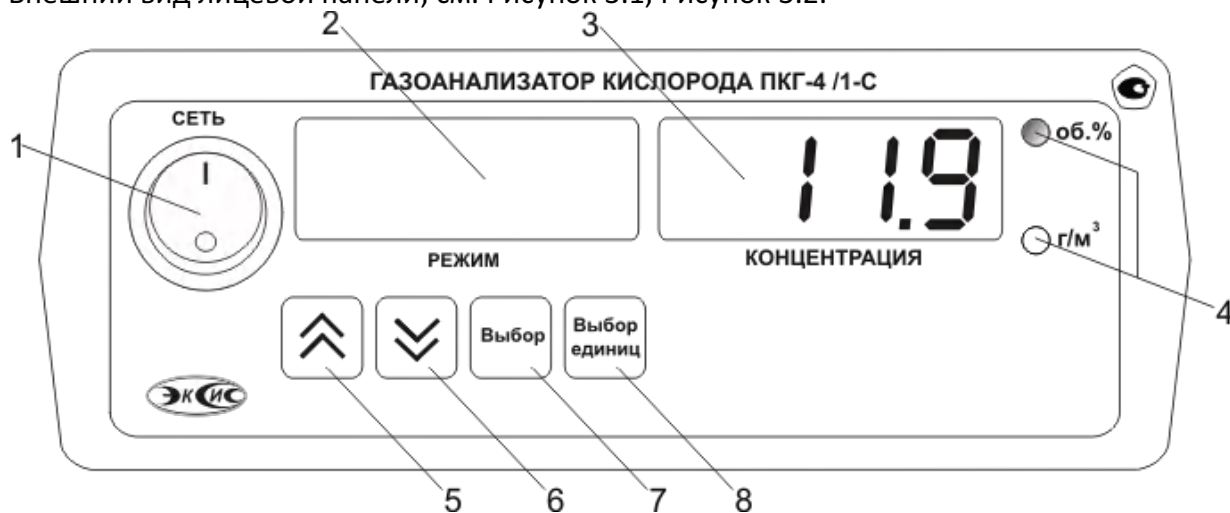 Внешний вид лицевой панели, см. Рисунок 3.1, Рисунок 3.2.
2
3
ГАЗОАНАЛИЗАТОР КИСЛОРОДА ПКГ-4 /1-С
СЕТЬ
1
I
11.9
об.%
г/м³
РЕЖИМ
КОНЦЕНТРАЦИЯ
4
Выбор
Выбор
единиц
ЭКСИС
5
6
7
8